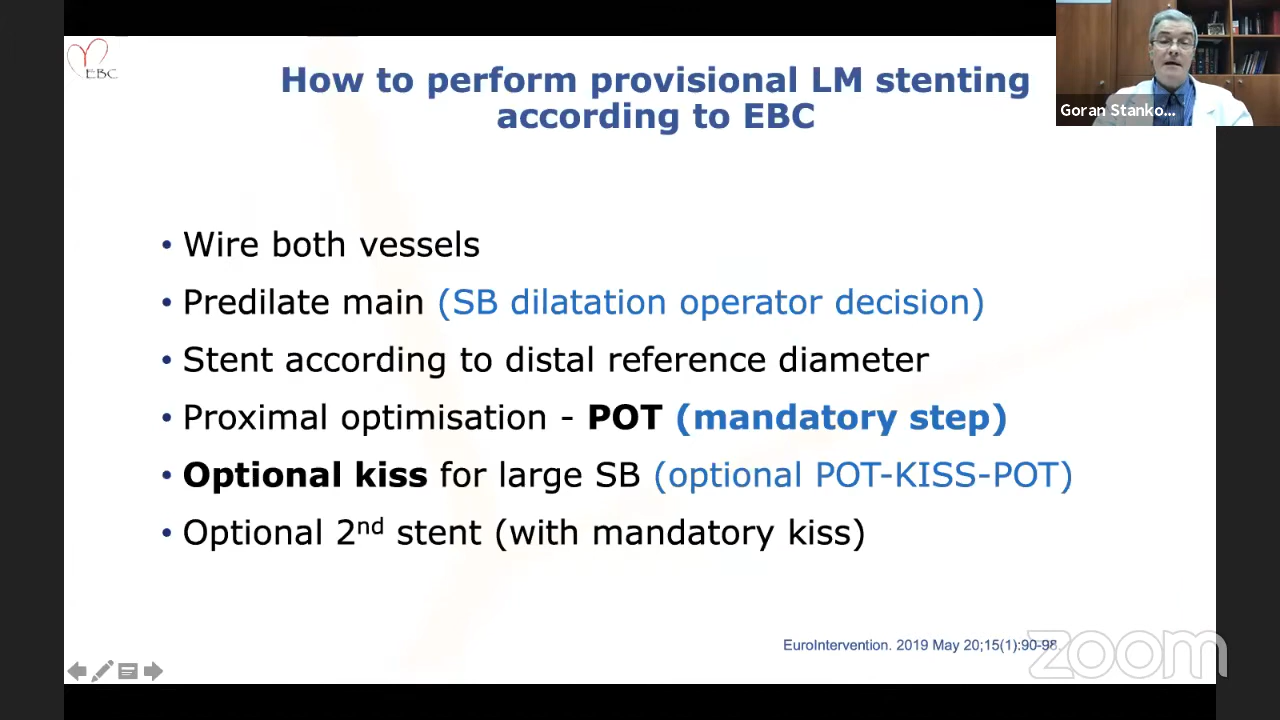 EBC
How to perform provisional LM stenting
according to EBC
Goran Stanko...
• Wire both vessels
• Predilate main (SB dilatation operator decision)
• Stent according to distal reference diameter
• Proximal optimisation - POT (mandatory step)
• Optional kiss for large SB (optional POT-KISS-POT)
• Optional 2nd stent (with mandatory kiss)
EuroIntervention. 2019 May 20;15(1):90-98.
zoom